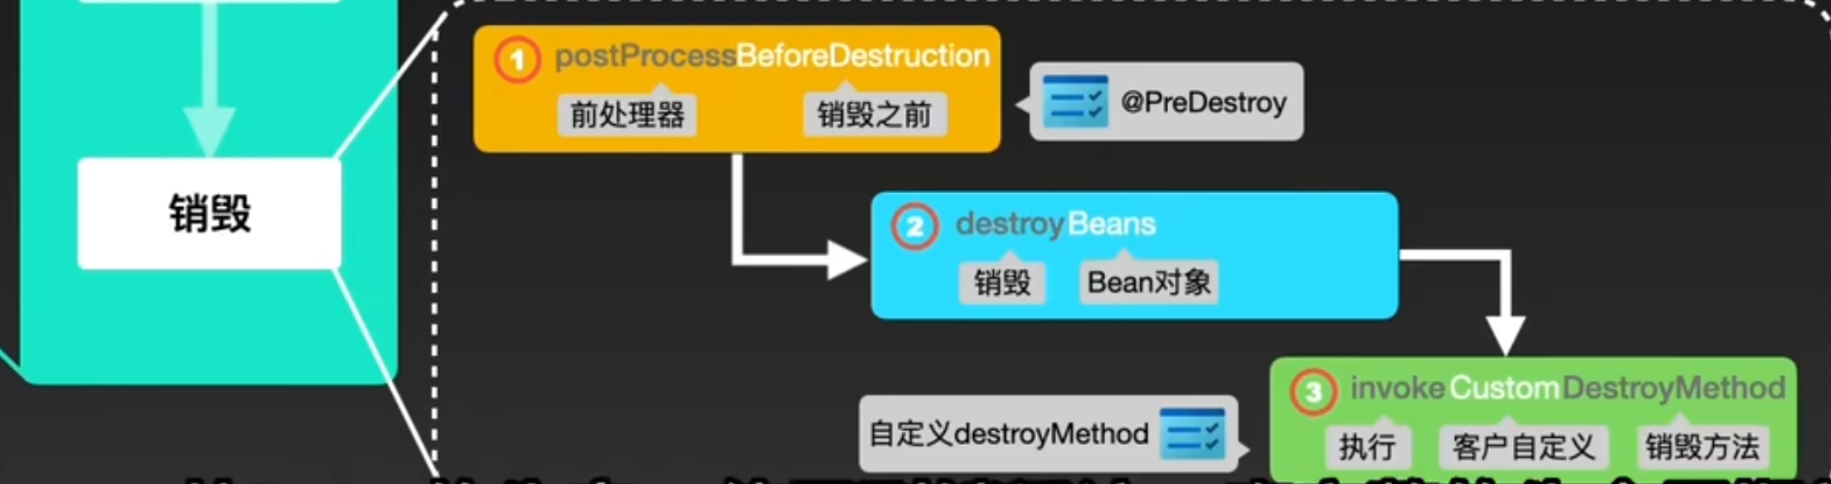 1 postProcessBeforeDestruction
前处理器 销毁之前
@PreDestroy
销毁
2 destroyBeans
销毁 Bean对象
3 invokeCustomDestroyMethod
执行 客户自定义 销毁方法
自定义destroyMethod